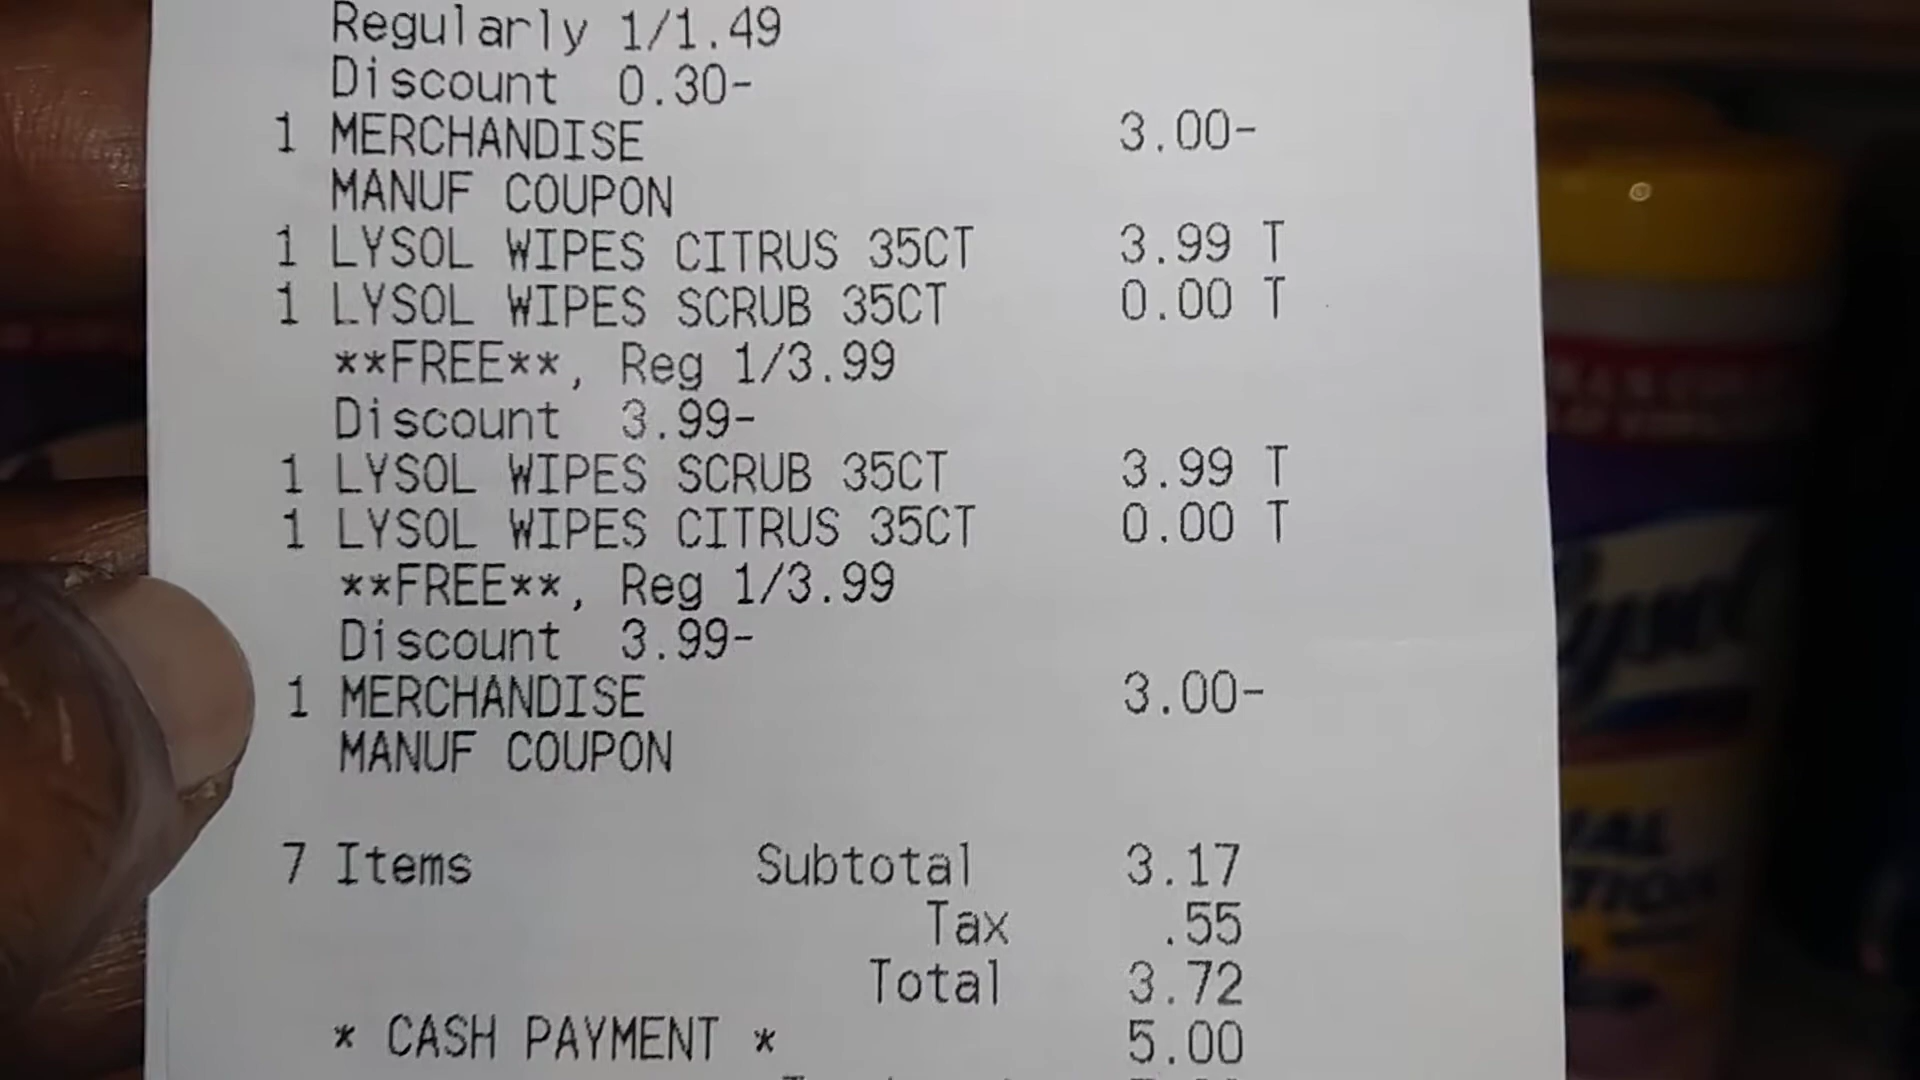 Regularly 1/1.49
Discount 0.30-
1 MERCHANDISE 3.00-
MANUF COUPON
1 LYSOL WIPES CITRUS 35CT 3.99 T
1 LYSOL WIPES SCRUB 35CT 0.00 T
**FREE**, Reg 1/3.99
Discount 3.99-
1 LYSOL WIPES SCRUB 35CT 3.99 T
1 LYSOL WIPES CITRUS 35CT 0.00 T
**FREE**, Reg 1/3.99
Discount 3.99-
1 MERCHANDISE 3.00-
MANUF COUPON
7 Items Subtotal 3.17
Tax .55
Total 3.72
* CASH PAYMENT * 5.00